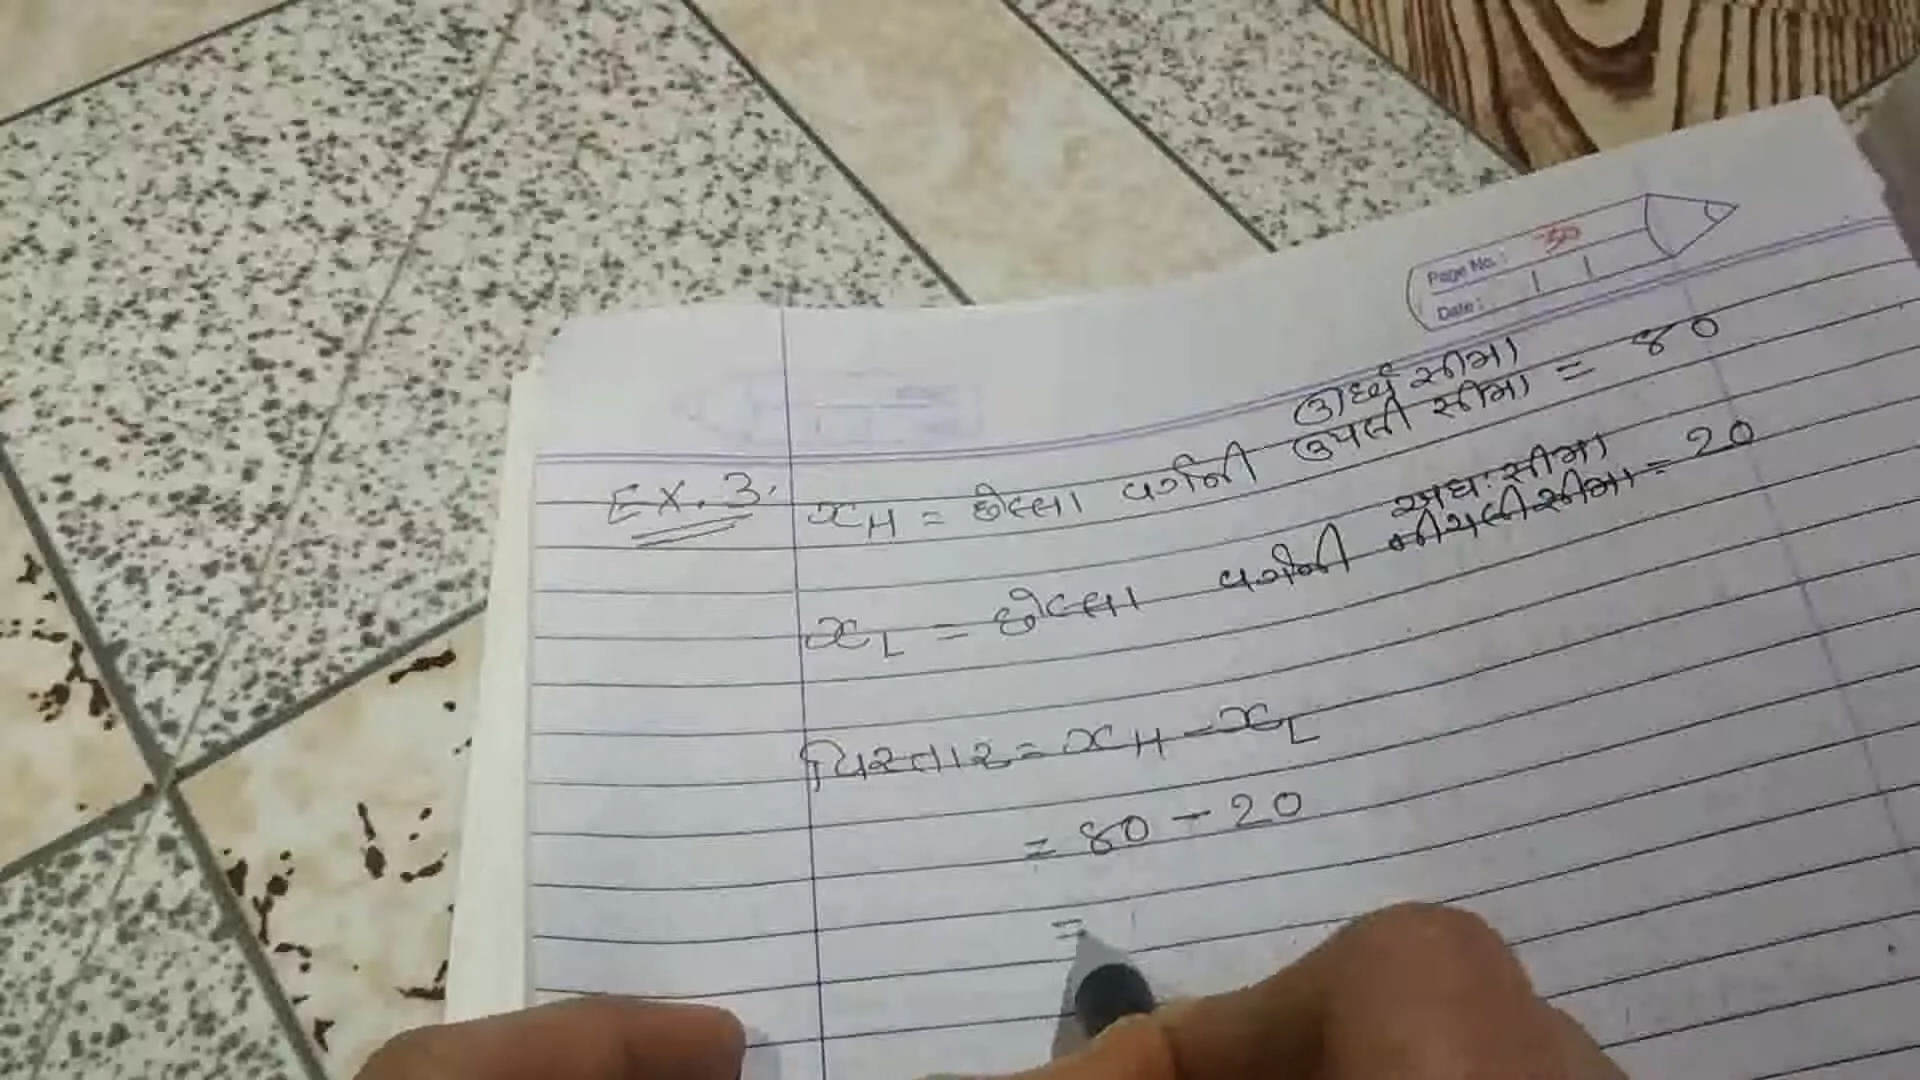 Page No.: 30
Date:
ઊર્ધ્વ સીમા
Ex. 3. xH = છેલ્લા વર્ગની ઉપલી સીમા = 80
અધઃસીમા
xL = છેલ્લા વર્ગની નીચલી સીમા = 20
વિસ્તાર = xH - xL
= 80 - 20
=